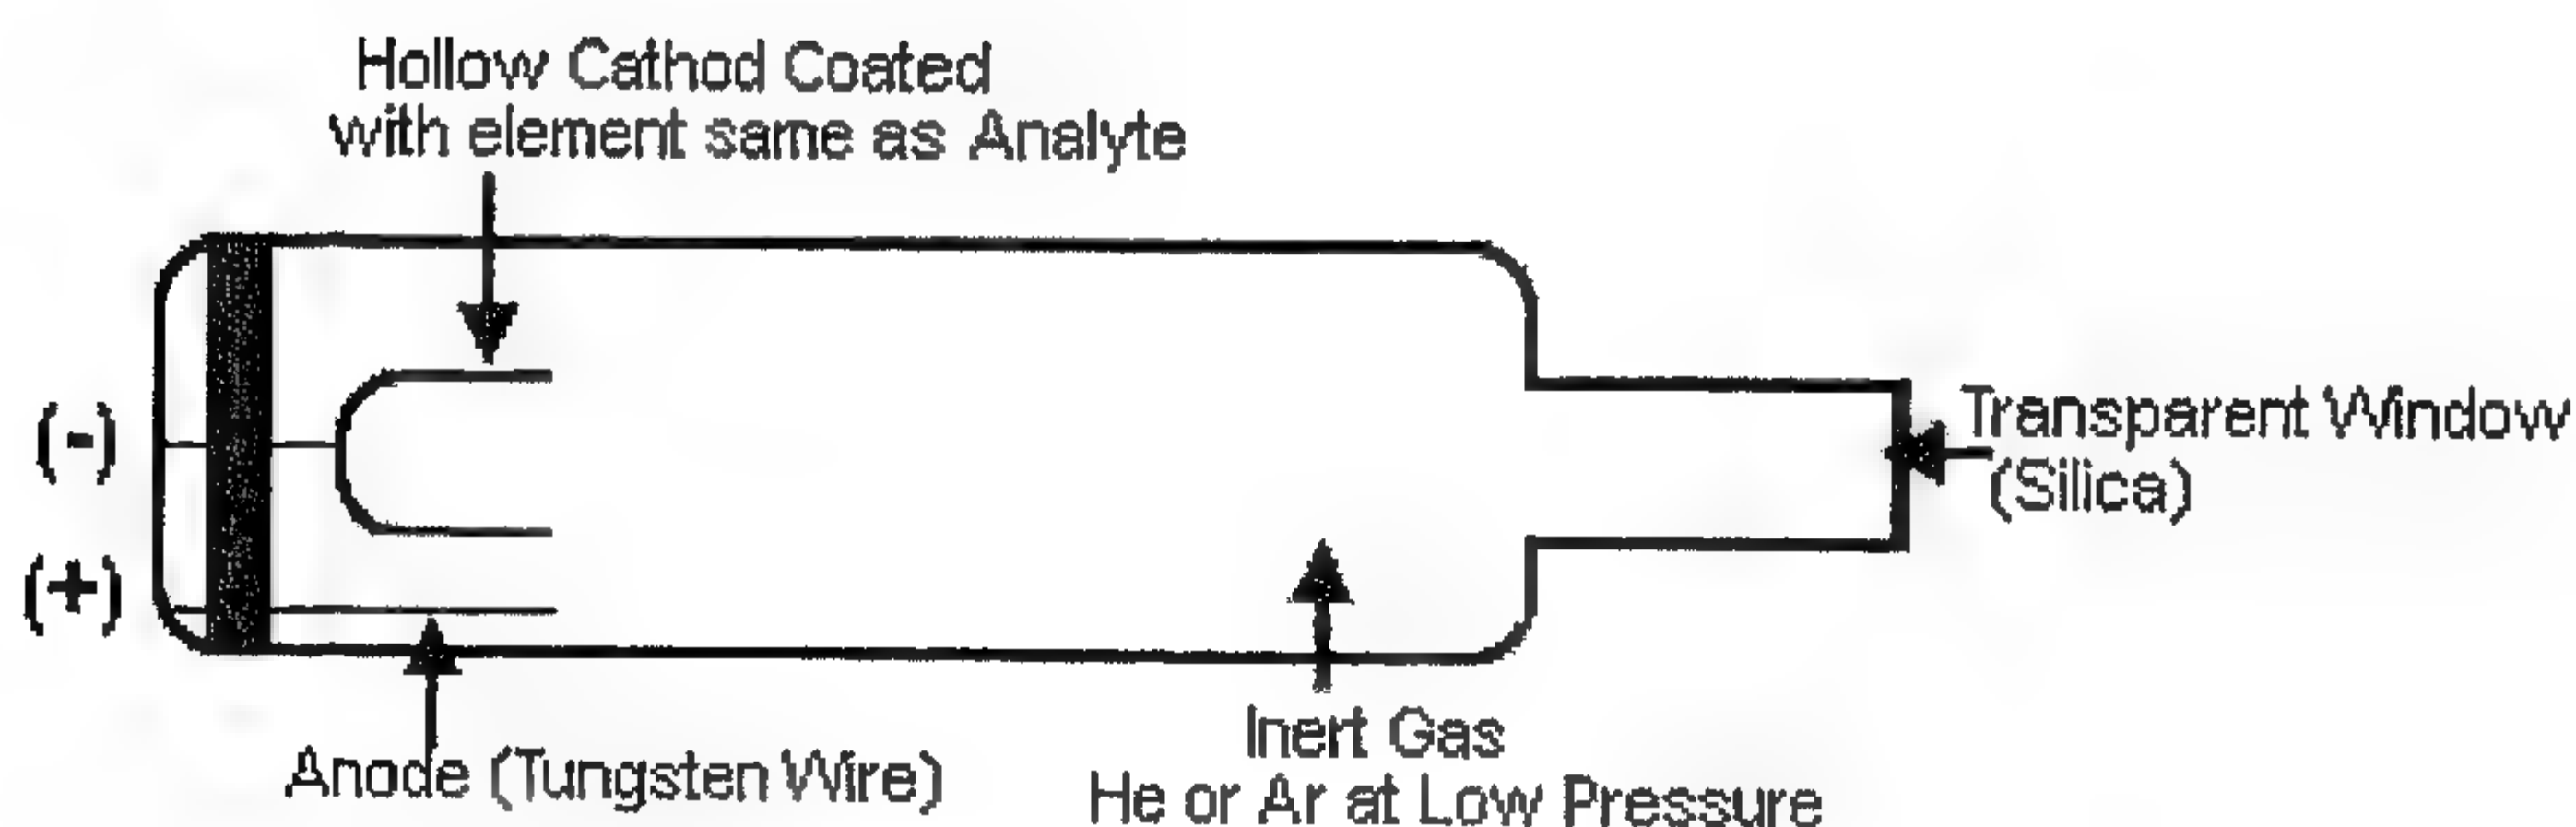 Hollow Cathod Coated
with element same as Analyte
(-)
Transparent Window
(Silica)
(+)
Anode (Tungsten Wire)
Inert Gas
He or Ar at Low Pressure